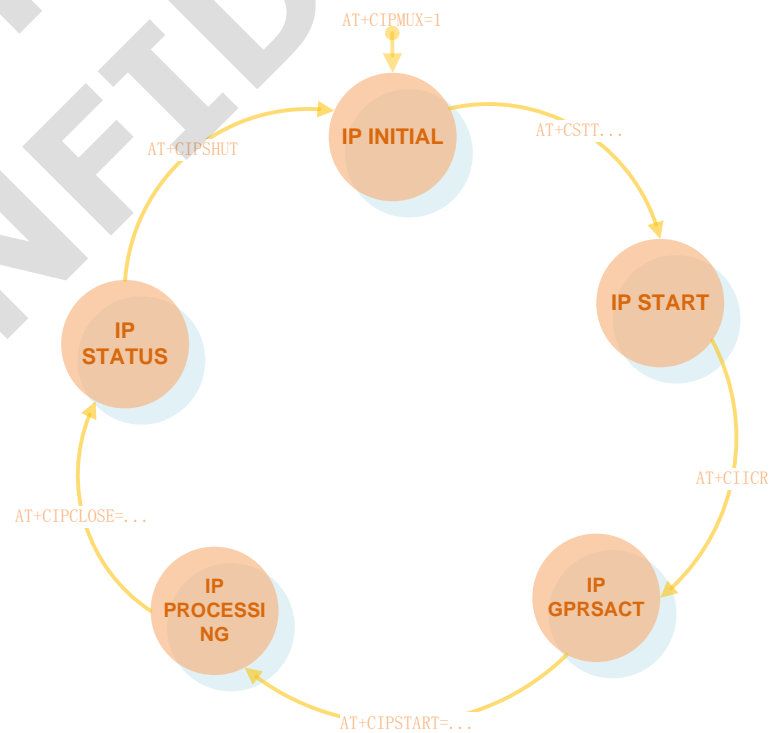 AT+CIPMUX=1
IP INITIAL
AT+CSTT...
AT+CIPSHUT
IP START
IP
STATUS
AT+CIICR
AT+CIPCLOSE=...
IP
GPRSACT
IP
PROCESSI
NG
AT+CIPSTART=...